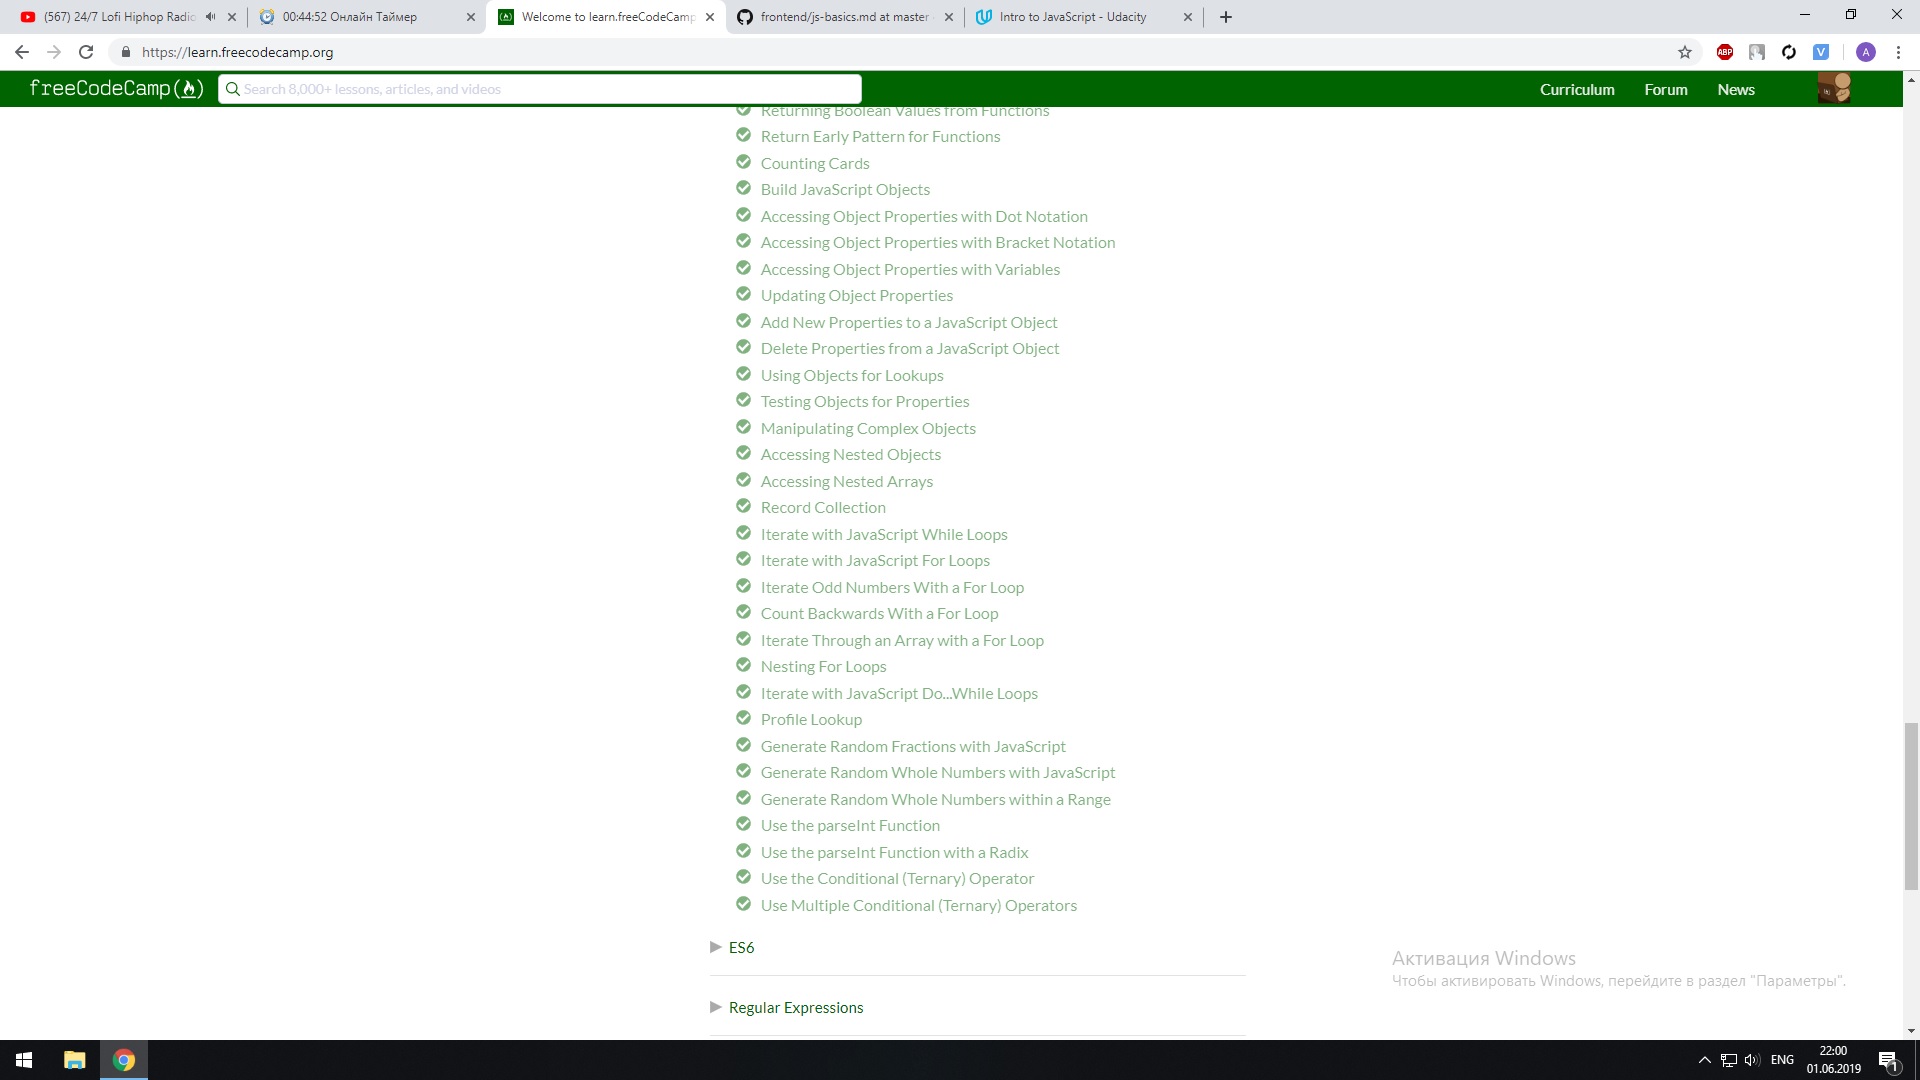 (567) 24/7 Lofi Hiphop Radio
00:44:52 Онлайн Таймер
Welcome to learn.freeCodeCamp
frontend/js-basics.md at master
Intro to JavaScript - Udacity
https://learn.freecodecamp.org
ABP
V
A
freeCodeCamp
Search 8,000+ lessons, articles, and videos
Curriculum
Forum
News
Returning Boolean Values from Functions
Return Early Pattern for Functions
Counting Cards
Build JavaScript Objects
Accessing Object Properties with Dot Notation
Accessing Object Properties with Bracket Notation
Accessing Object Properties with Variables
Updating Object Properties
Add New Properties to a JavaScript Object
Delete Properties from a JavaScript Object
Using Objects for Lookups
Testing Objects for Properties
Manipulating Complex Objects
Accessing Nested Objects
Accessing Nested Arrays
Record Collection
Iterate with JavaScript While Loops
Iterate with JavaScript For Loops
Iterate Odd Numbers With a For Loop
Count Backwards With a For Loop
Iterate Through an Array with a For Loop
Nesting For Loops
Iterate with JavaScript Do...While Loops
Profile Lookup
Generate Random Fractions with JavaScript
Generate Random Whole Numbers with JavaScript
Generate Random Whole Numbers within a Range
Use the parseInt Function
Use the parseInt Function with a Radix
Use the Conditional (Ternary) Operator
Use Multiple Conditional (Ternary) Operators
ES6
Regular Expressions
Активация Windows
Чтобы активировать Windows, перейдите в раздел "Параметры".
ENG
22:00
01.06.2019
1